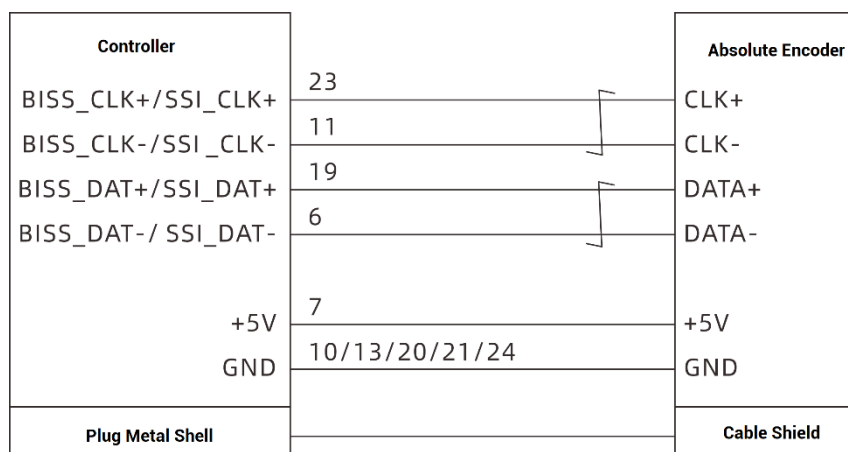 Controller
Absolute Encoder
BISS_CLK+/SSI_CLK+ 23 CLK+
BISS_CLK-/SSI_CLK- 11 CLK-
BISS_DAT+/SSI_DAT+ 19 DATA+
BISS_DAT-/ SSI_DAT- 6 DATA-
+5V 7 +5V
GND 10/13/20/21/24 GND
Plug Metal Shell
Cable Shield